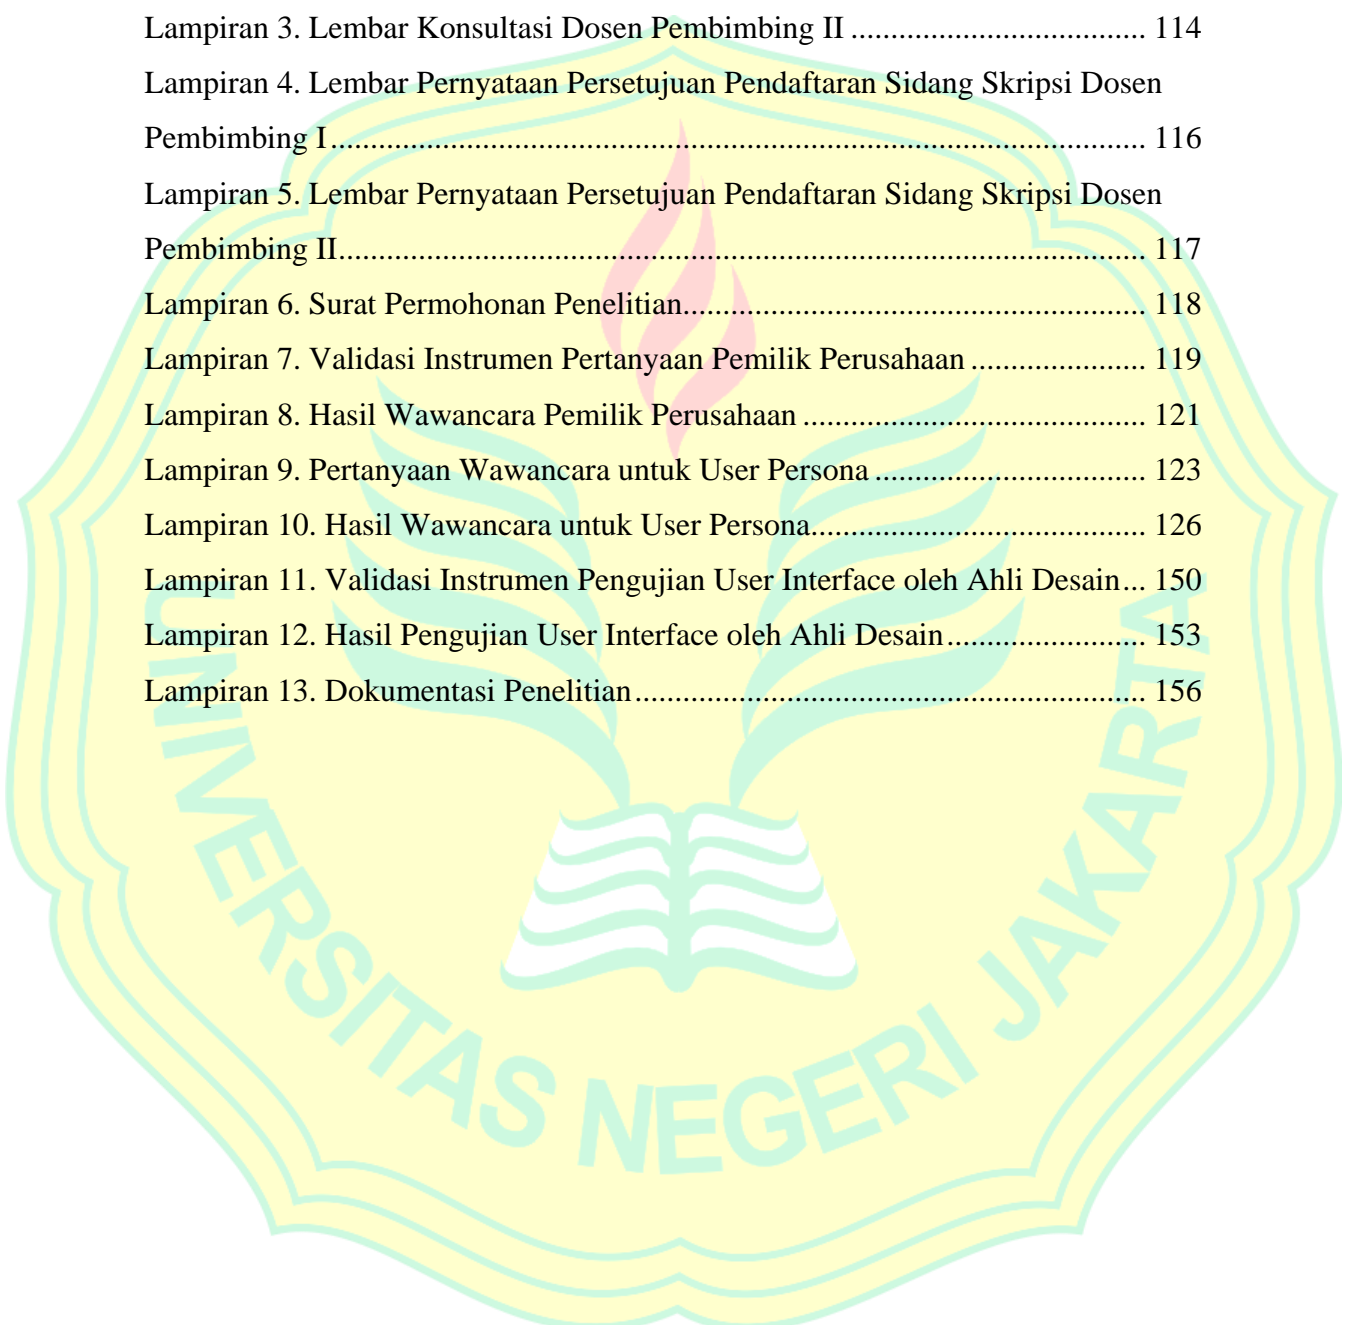 Lampiran 3. Lembar Konsultasi Dosen Pembimbing II ................................... 114
Lampiran 4. Lembar Pernyataan Persetujuan Pendaftaran Sidang Skripsi Dosen
Pembimbing I ................................................................................................. 116
Lampiran 5. Lembar Pernyataan Persetujuan Pendaftaran Sidang Skripsi Dosen
Pembimbing II ................................................................................................ 117
Lampiran 6. Surat Permohonan Penelitian ....................................................... 118
Lampiran 7. Validasi Instrumen Pertanyaan Pemilik Perusahaan ..................... 119
Lampiran 8. Hasil Wawancara Pemilik Perusahaan ......................................... 121
Lampiran 9. Pertanyaan Wawancara untuk User Persona ................................ 123
Lampiran 10. Hasil Wawancara untuk User Persona ........................................ 126
Lampiran 11. Validasi Instrumen Pengujian User Interface oleh Ahli Desain ... 150
Lampiran 12. Hasil Pengujian User Interface oleh Ahli Desain ........................ 153
Lampiran 13. Dokumentasi Penelitian ............................................................. 156
UNIVERSITAS NEGERI JAKARTA